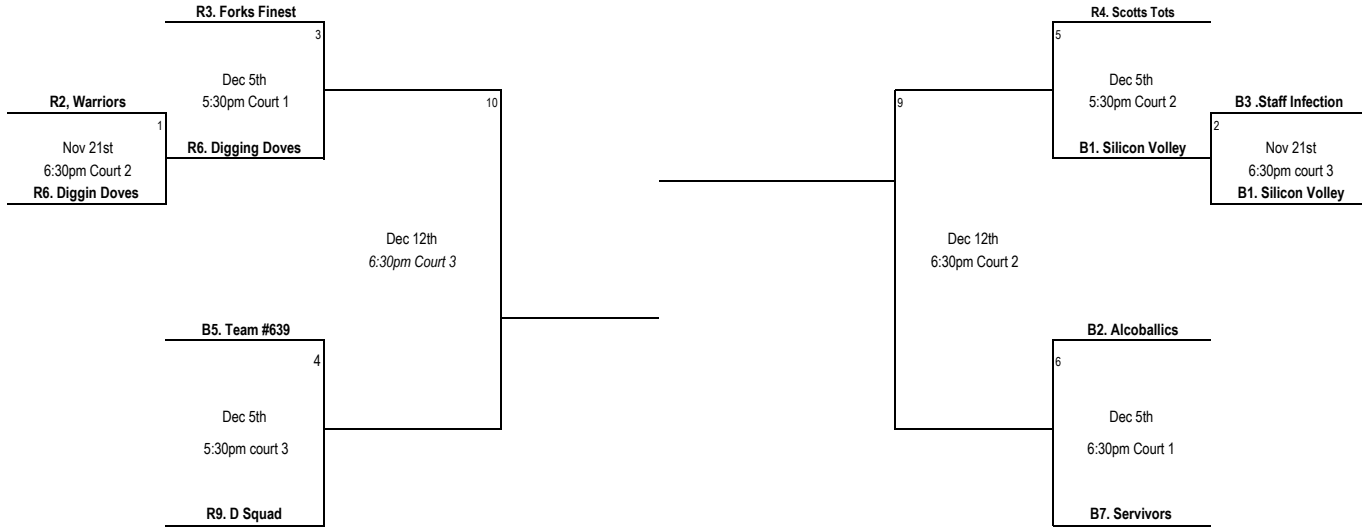 R3. Forks Finest
3
Dec 5th
5:30pm Court 1
R2, Warriors
1
Nov 21st
6:30pm Court 2
R6. Diggin Doves
R6. Digging Doves
10
Dec 12th
6:30pm Court 3
B5. Team #639
4
Dec 5th
5:30pm court 3
R9. D Squad
R4. Scotts Tots
5
Dec 5th
5:30pm Court 2
B1. Silicon Volley
B3 .Staff Infection
2
Nov 21st
6:30pm court 3
B1. Silicon Volley
9
Dec 12th
6:30pm Court 2
B2. Alcoballics
6
Dec 5th
6:30pm Court 1
B7. Servivors